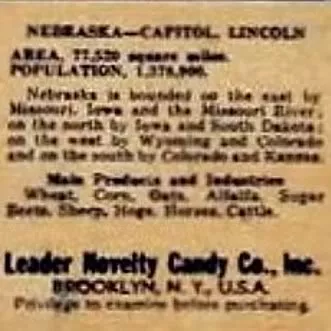 NEBRASKA—CAPITOL, LINCOLN
AREA, 77,520 square miles.
POPULATION, 1,378,900.
Nebraska is bounded on the east by
Missouri, Iowa and the Missouri River;
on the north by Iowa and South Dakota;
on the west by Wyoming and Colorado
and on the south by Colorado and Kansas.
Main Products and Industries
Wheat, Corn, Oats, Alfalfa, Sugar
Beets, Sheep, Hogs, Horses, Cattle.
Leader Novelty Candy Co., Inc.
BROOKLYN, N. Y., U.S.A.
Privilege to examine before purchasing.